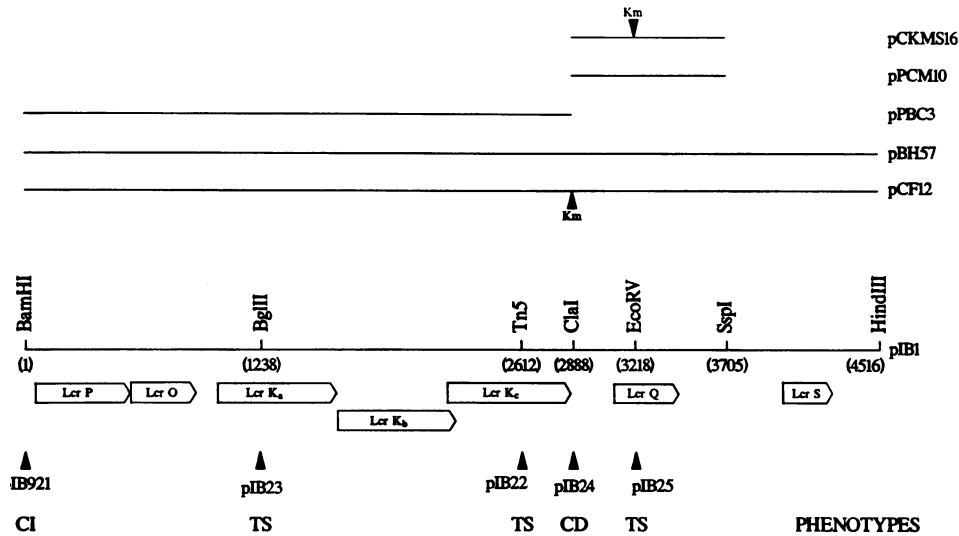 Km
pCKMS16
pPCM10
pPBC3
pBH57
pCF12
Km
BamHI
BglII
Tn5
ClaI
EcoRV
SspI
HindIII
pIB1
(1) (1238) (2612) (2888) (3218) (3705) (4516)
Lcr P Lcr O Lcr Ka Lcr Kc Lcr Q Lcr S
Lcr Kb
IB921 pIB23 pIB22 pIB24 pIB25
CI TS TS CD TS PHENOTYPES